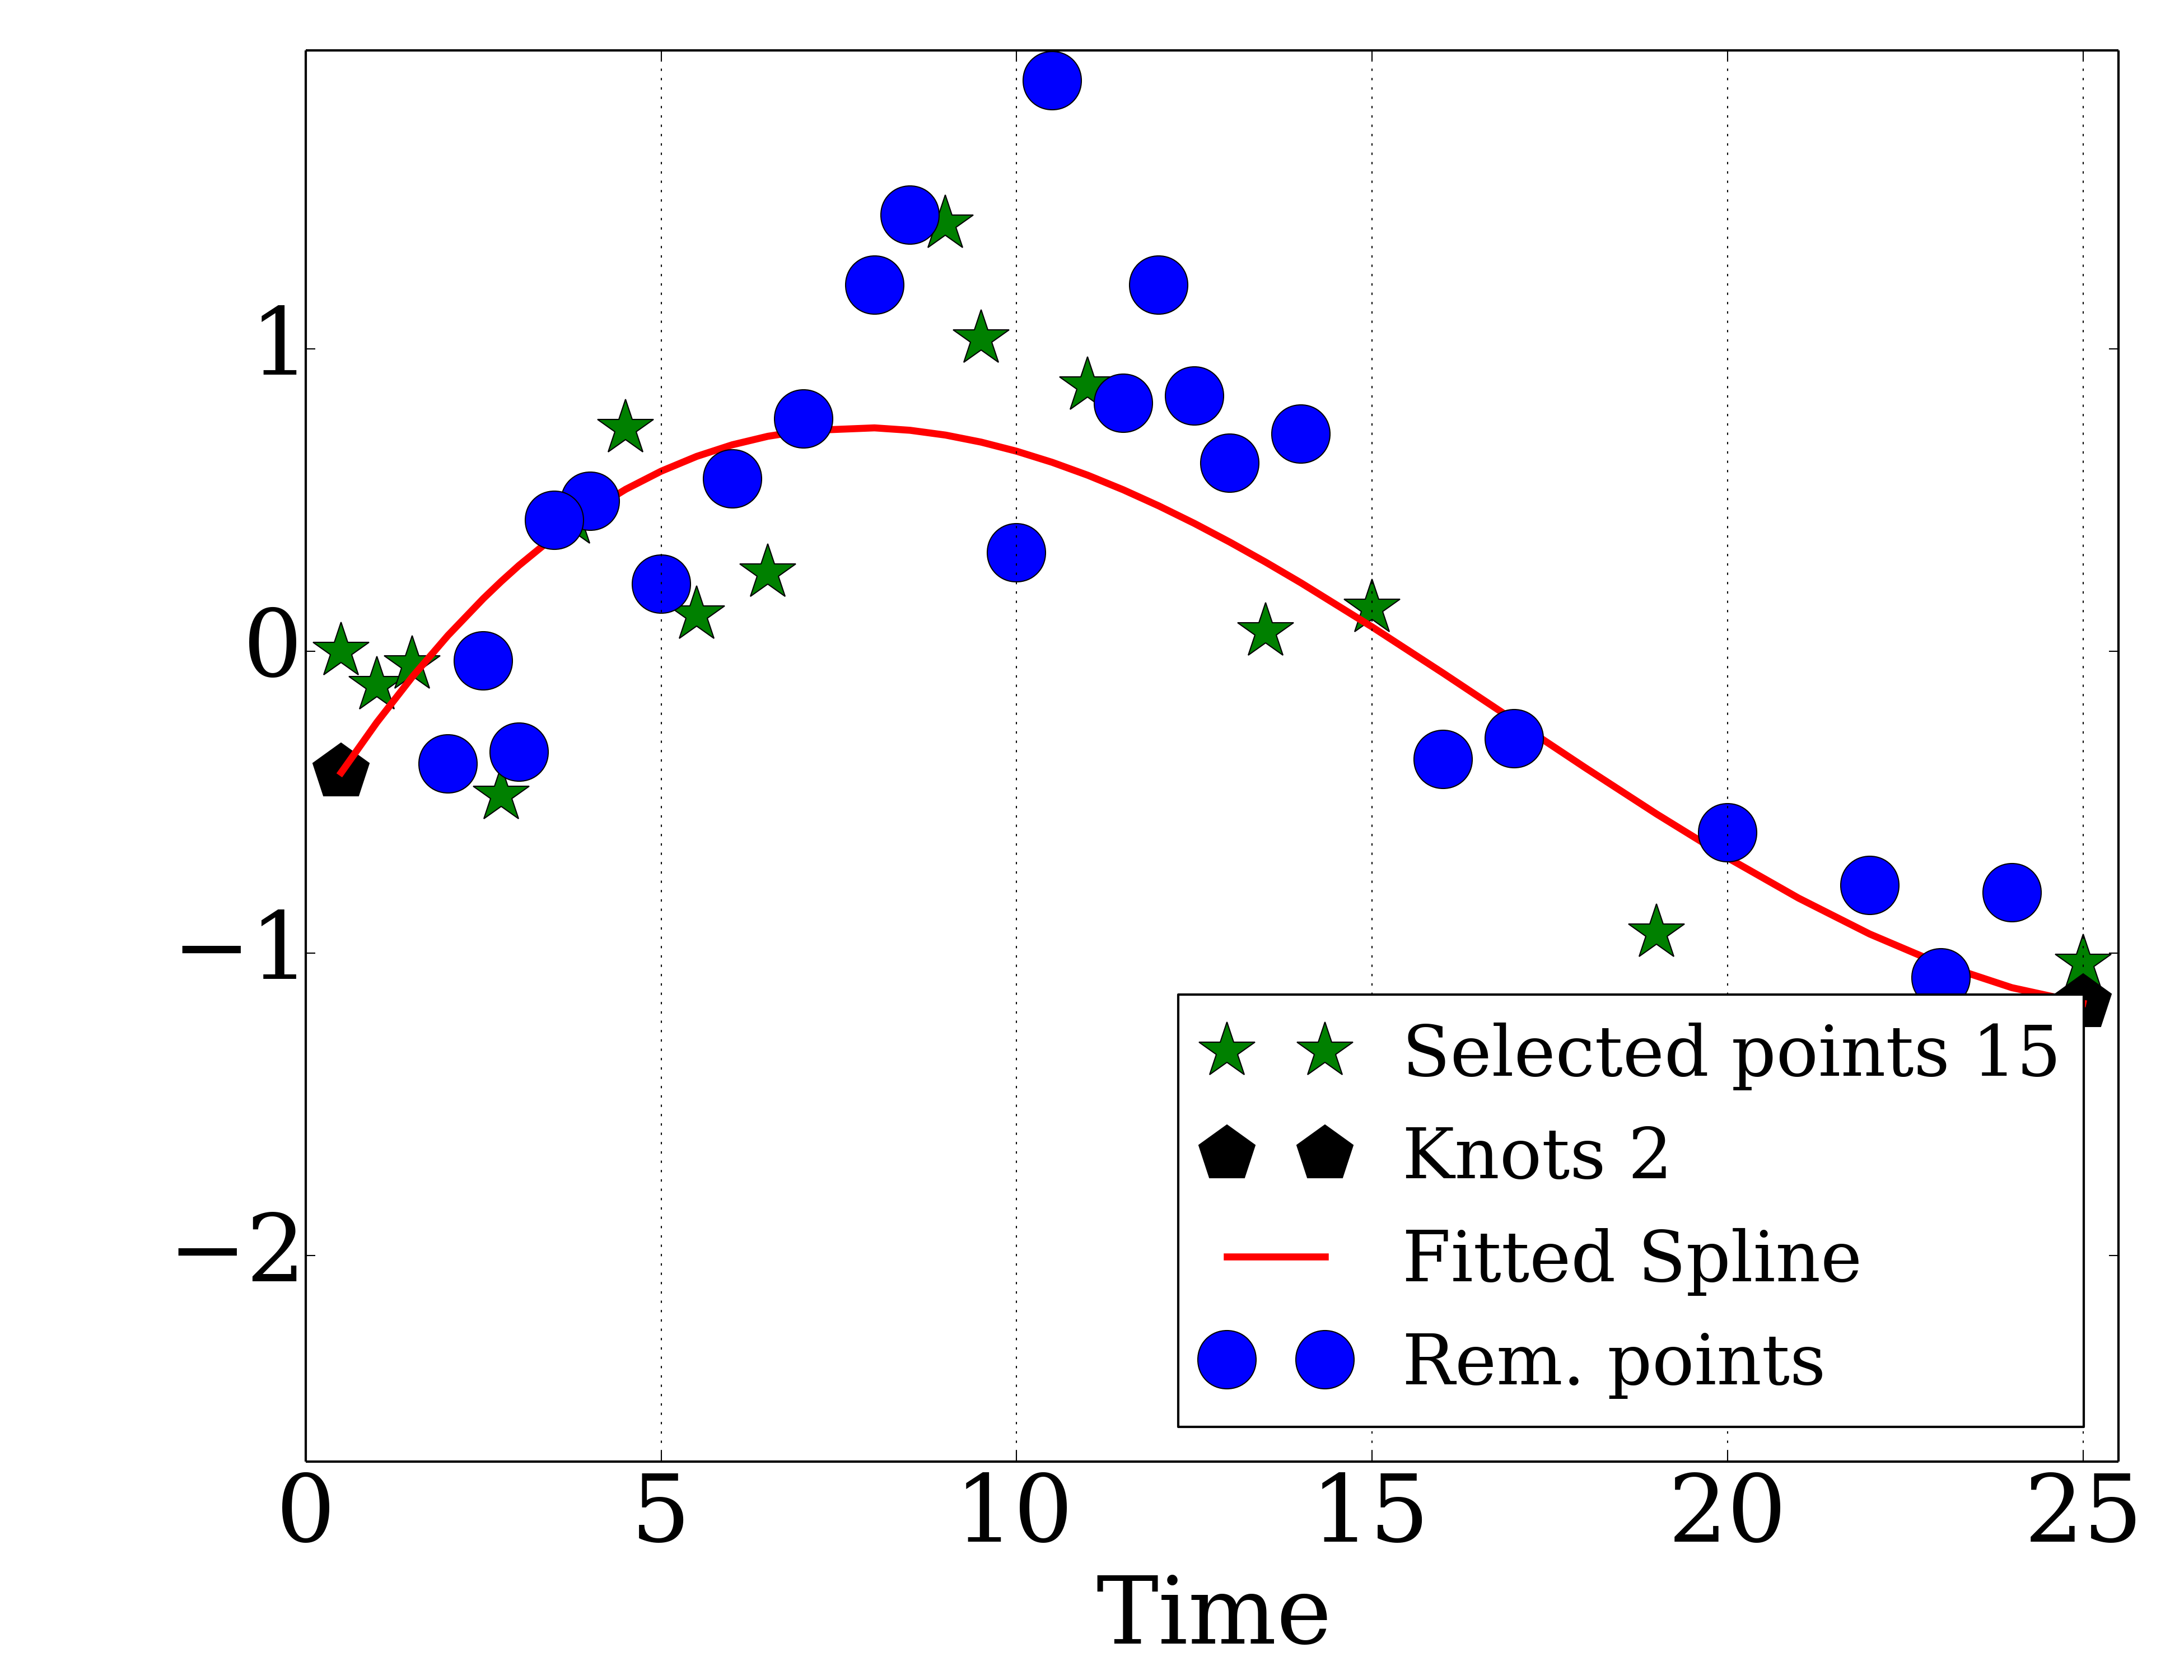 1
0
−1
−2
Selected points 15
Knots 2
Fitted Spline
Rem. points
0 5 10 15 20 25
Time